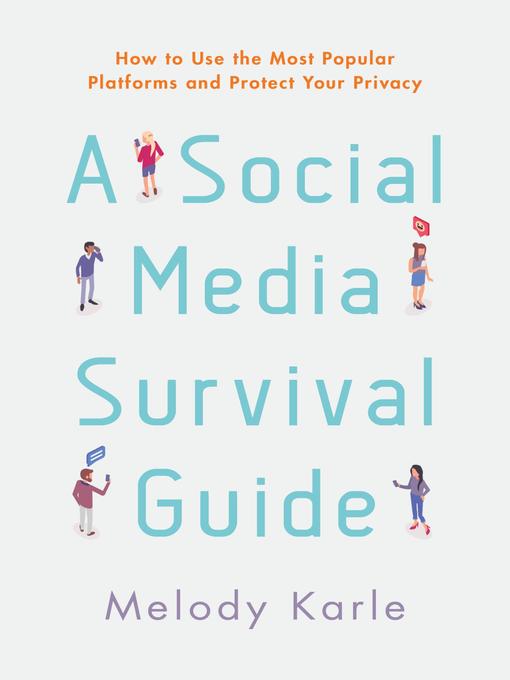 How to Use the Most Popular
Platforms and Protect Your Privacy
A Social
Media
Survival
Guide
Melody Karle